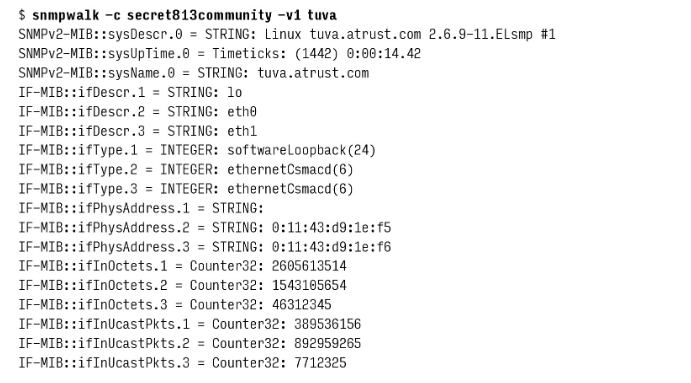 $ snmpwalk -c secret813community -v1 tuva
SNMPv2-MIB::sysDescr.0 = STRING: Linux tuva.atrust.com 2.6.9-11.ELsmp #1
SNMPv2-MIB::sysUpTime.0 = Timeticks: (1442) 0:00:14.42
SNMPv2-MIB::sysName.0 = STRING: tuva.atrust.com
IF-MIB::ifDescr.1 = STRING: lo
IF-MIB::ifDescr.2 = STRING: eth0
IF-MIB::ifDescr.3 = STRING: eth1
IF-MIB::ifType.1 = INTEGER: softwareLoopback(24)
IF-MIB::ifType.2 = INTEGER: ethernetCsmacd(6)
IF-MIB::ifType.3 = INTEGER: ethernetCsmacd(6)
IF-MIB::ifPhysAddress.1 = STRING:
IF-MIB::ifPhysAddress.2 = STRING: 0:11:43:d9:1e:f5
IF-MIB::ifPhysAddress.3 = STRING: 0:11:43:d9:1e:f6
IF-MIB::ifInOctets.1 = Counter32: 2605613514
IF-MIB::ifInOctets.2 = Counter32: 1543105654
IF-MIB::ifInOctets.3 = Counter32: 46312345
IF-MIB::ifInUcastPkts.1 = Counter32: 389536156
IF-MIB::ifInUcastPkts.2 = Counter32: 892959265
IF-MIB::ifInUcastPkts.3 = Counter32: 7712325